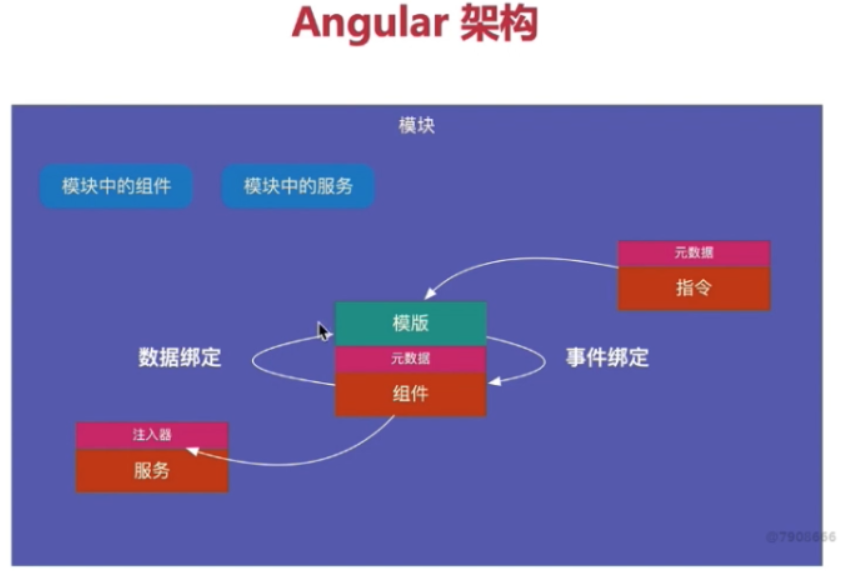 Angular 架构
模块
模块中的组件
模块中的服务
元数据
指令
模版
数据绑定
元数据
事件绑定
组件
注入器
服务